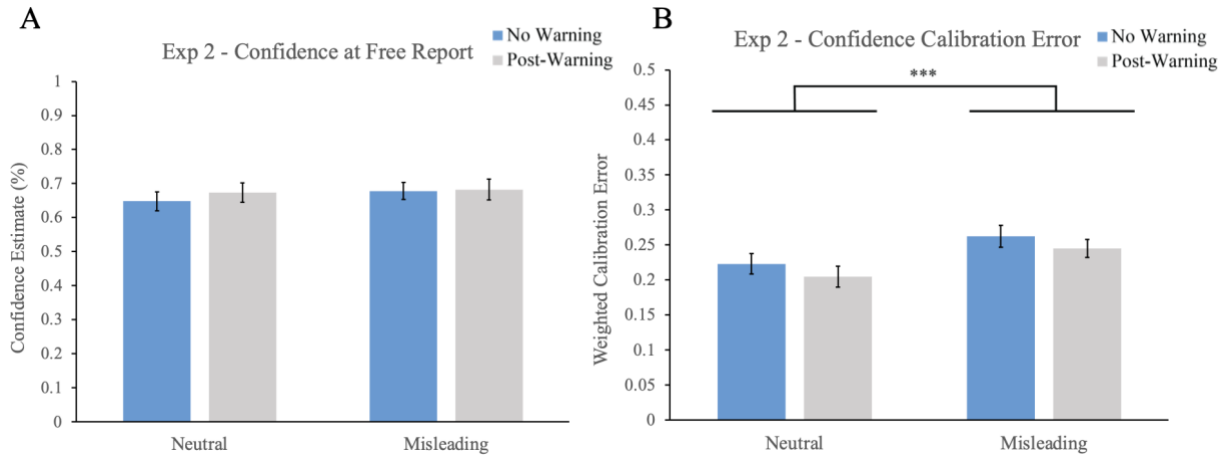 A
Exp 2 - Confidence at Free Report
No Warning
Post-Warning
Confidence Estimate (%)
1
0.9
0.8
0.7
0.6
0.5
0.4
0.3
0.2
0.1
0
Neutral
Misleading
B
Exp 2 - Confidence Calibration Error
No Warning
Post-Warning
***
Weighted Calibration Error
0.5
0.45
0.4
0.35
0.3
0.25
0.2
0.15
0.1
0.05
0
Neutral
Misleading